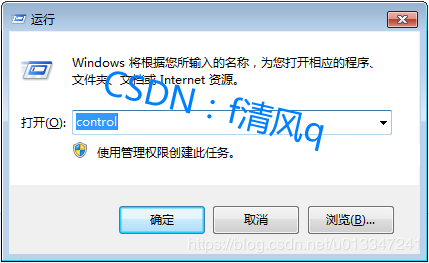 运行
Windows 将根据您所输入的名称，为您打开相应的程序、
文件夹、文档或 Internet 资源。
CSDN：f清风q
打开(O):
control
使用管理权限创建此任务。
确定
取消
浏览(B)...
https://blog.csdn.net/u013347241